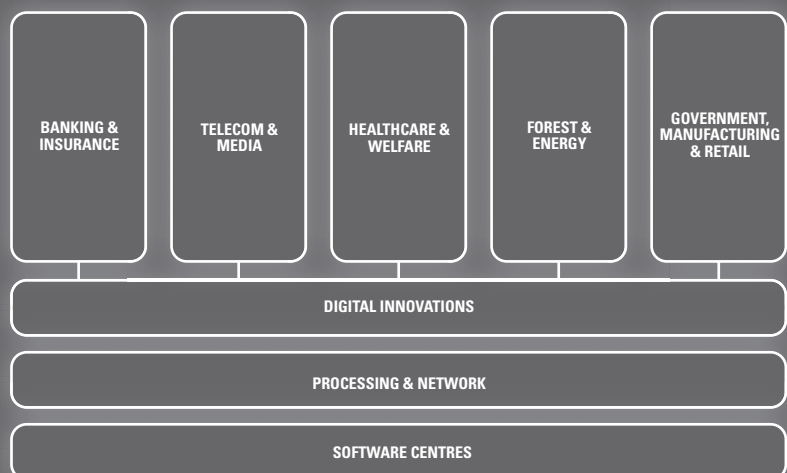 BANKING &
INSURANCE
TELECOM &
MEDIA
HEALTHCARE &
WELFARE
FOREST &
ENERGY
GOVERNMENT,
MANUFACTURING
& RETAIL
DIGITAL INNOVATIONS
PROCESSING & NETWORK
SOFTWARE CENTRES